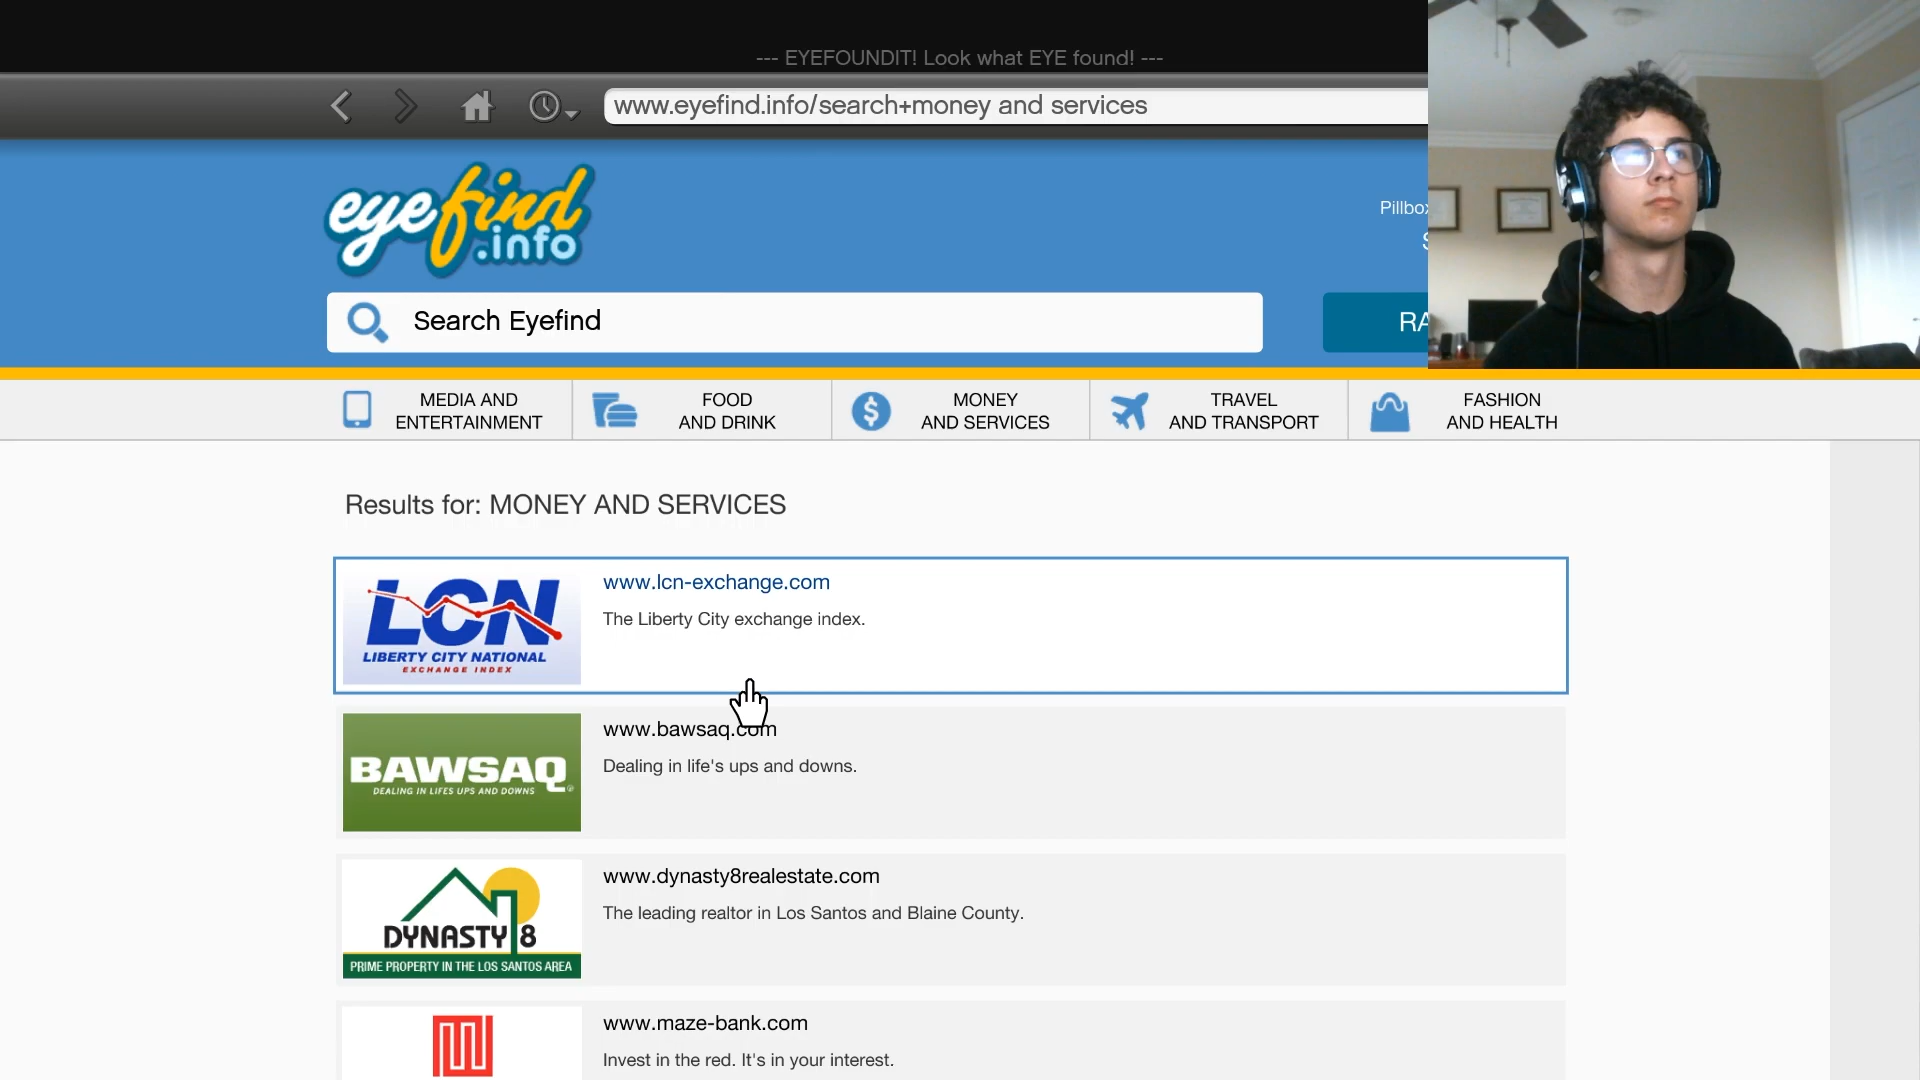 --- EYEFOUNDIT! Look what EYE found! ---
www.eyefind.info/search+money and services
eyefind
.info
Pillbox
Search Eyefind
RA
MEDIA AND
ENTERTAINMENT
FOOD
AND DRINK
MONEY
AND SERVICES
TRAVEL
AND TRANSPORT
FASHION
AND HEALTH
Results for: MONEY AND SERVICES
LCN
LIBERTY CITY NATIONAL
EXCHANGE INDEX
www.lcn-exchange.com
The Liberty City exchange index.
BAWSAQ
DEALING IN LIFES UPS AND DOWNS
www.bawsaq.com
Dealing in life's ups and downs.
DYNASTY 8
PRIME PROPERTY IN THE LOS SANTOS AREA
www.dynasty8realestate.com
The leading realtor in Los Santos and Blaine County.
www.maze-bank.com
Invest in the red. It's in your interest.